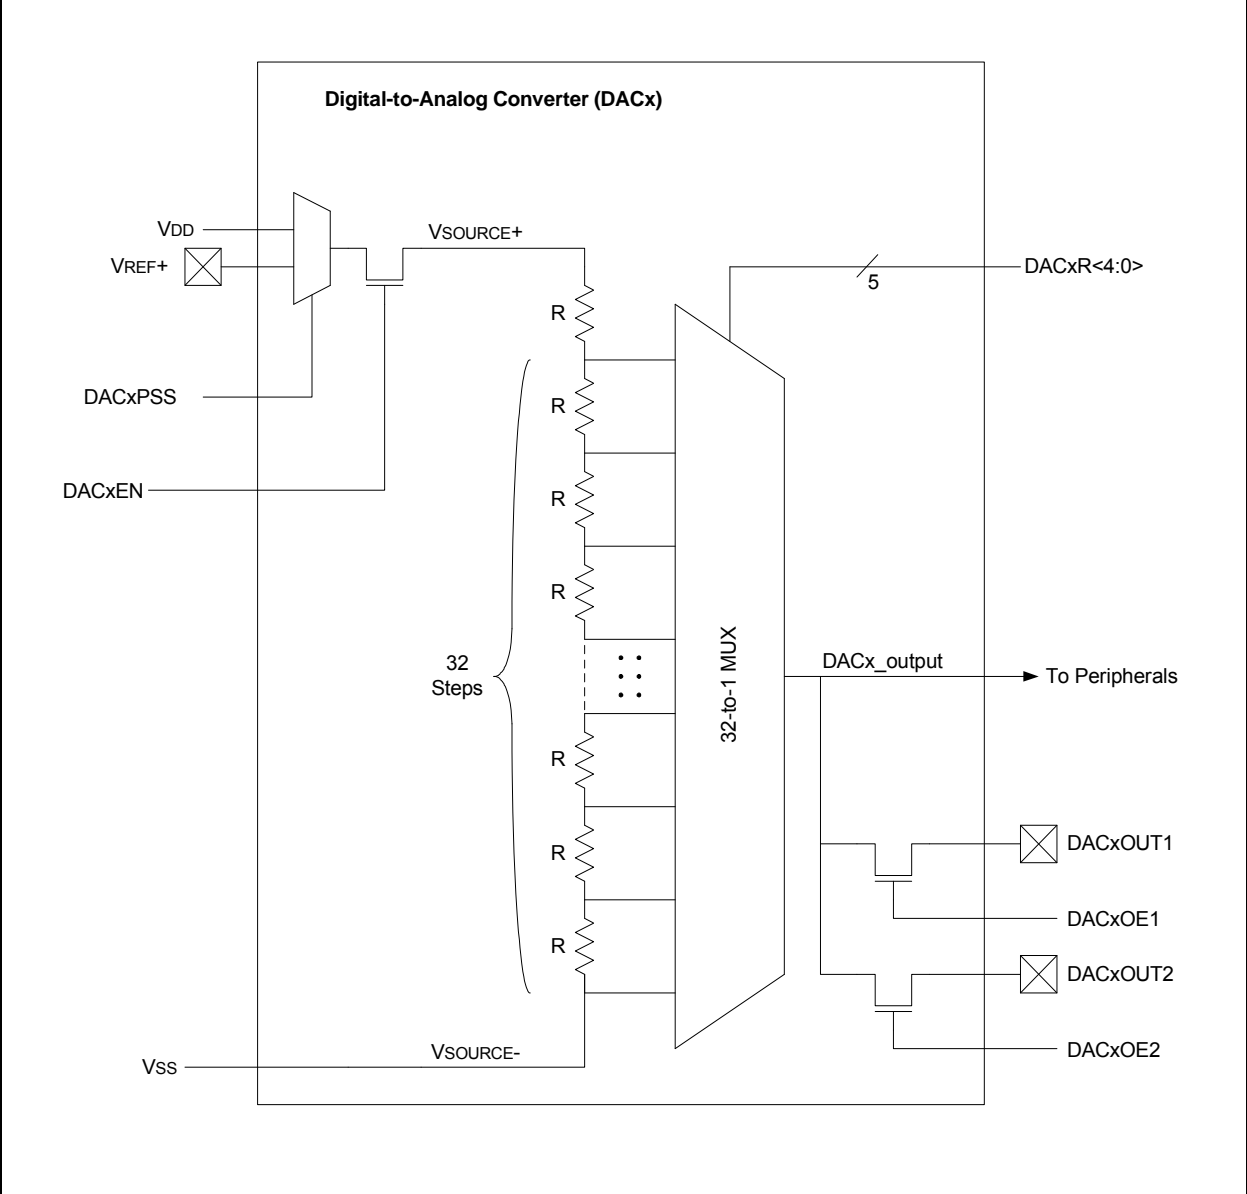 Digital-to-Analog Converter (DACx)
VDD
VSOURCE+
VREF+
DACxR<4:0>
5
R
DACxPSS
R
DACxEN
R
R
32
Steps
32-to-1 MUX
DACx_output
To Peripherals
R
DACxOUT1
R
DACxOE1
R
DACxOUT2
VSOURCE-
DACxOE2
VSS